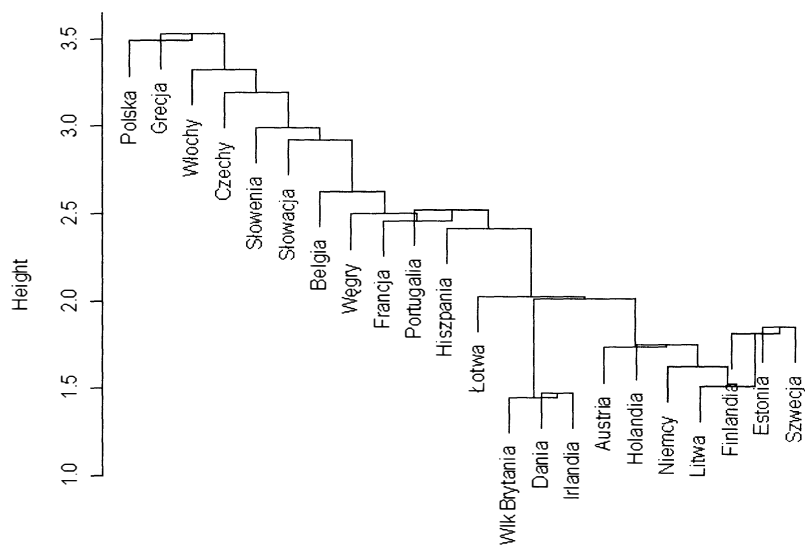 Height
3.5
3.0
2.5
2.0
1.5
1.0
Polska
Grecja
Włochy
Czechy
Słowenia
Słowacja
Belgia
Węgry
Francja
Portugalia
Hiszpania
Łotwa
Wlk Brytania
Dania
Irlandia
Austria
Holandia
Niemcy
Litwa
Finlandia
Estonia
Szwecja